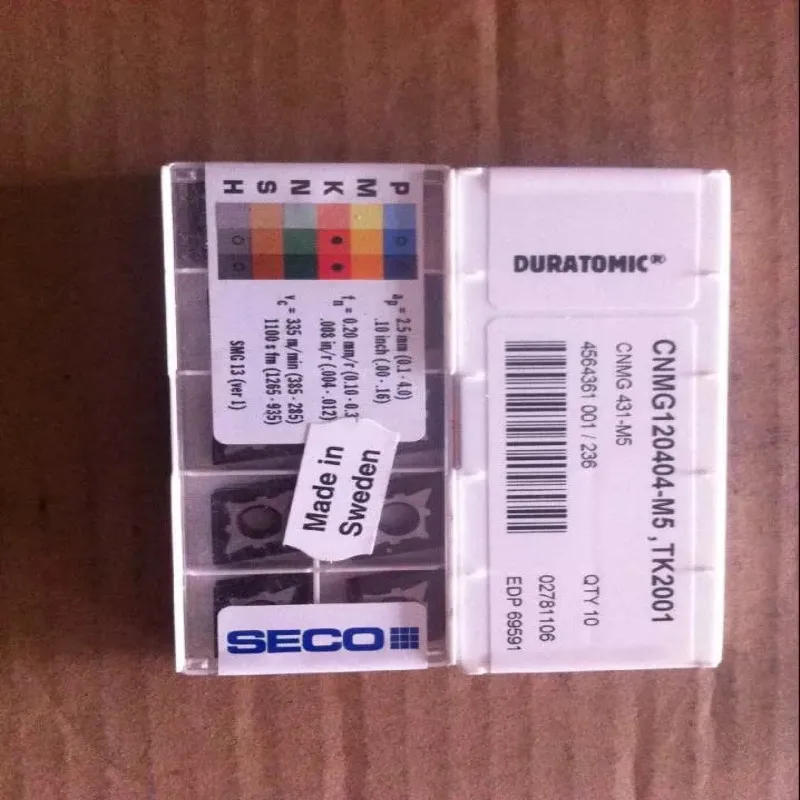 P
M
K
N
S
H
ap = 2.5 mm (0.1 - 4.0)
.10 inch (.00 - .16)
fn = 0.20 mm/r (0.10 - 0.3
.008 in/r (.004 - .012)
vc = 335 m/min (385 - 285)
1100 s fm (1265 - 935)
SMG 13 (ver 1)
Made in
Sweden
SECO
DURATOMIC®
CNMG120404-M5 ,TK2001
CNMG 431-M5
4564361 001 / 236
QTY 10
02781106
EDP 69591